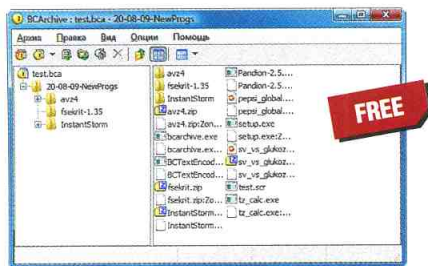 BCArchive : test.bca - 20-08-09-NewProgs
Архив Правка Вид Опции Помощь
test.bca
20-08-09-NewProgs
avz4
fsekrit-1.35
InstantStorm
avz4
fsekrit-1.35
InstantStorm
avz4.zip
avz4.zip:Zon...
bcarchive.exe
bcarchive.ex...
BCTextEncod...
BCTextEncod...
fsekrit.zip
fsekrit.zip:Zo...
InstantStorm...
InstantStorm...
Pandion-2.5....
Pandion-2.5....
pepsi_global....
pepsi_global....
setup.exe
setup.exe:Z...
sv_vs_glukoz...
sv_vs_glukoz...
test.scr
tz_calc.exe
tz_calc.exe:...
FREE